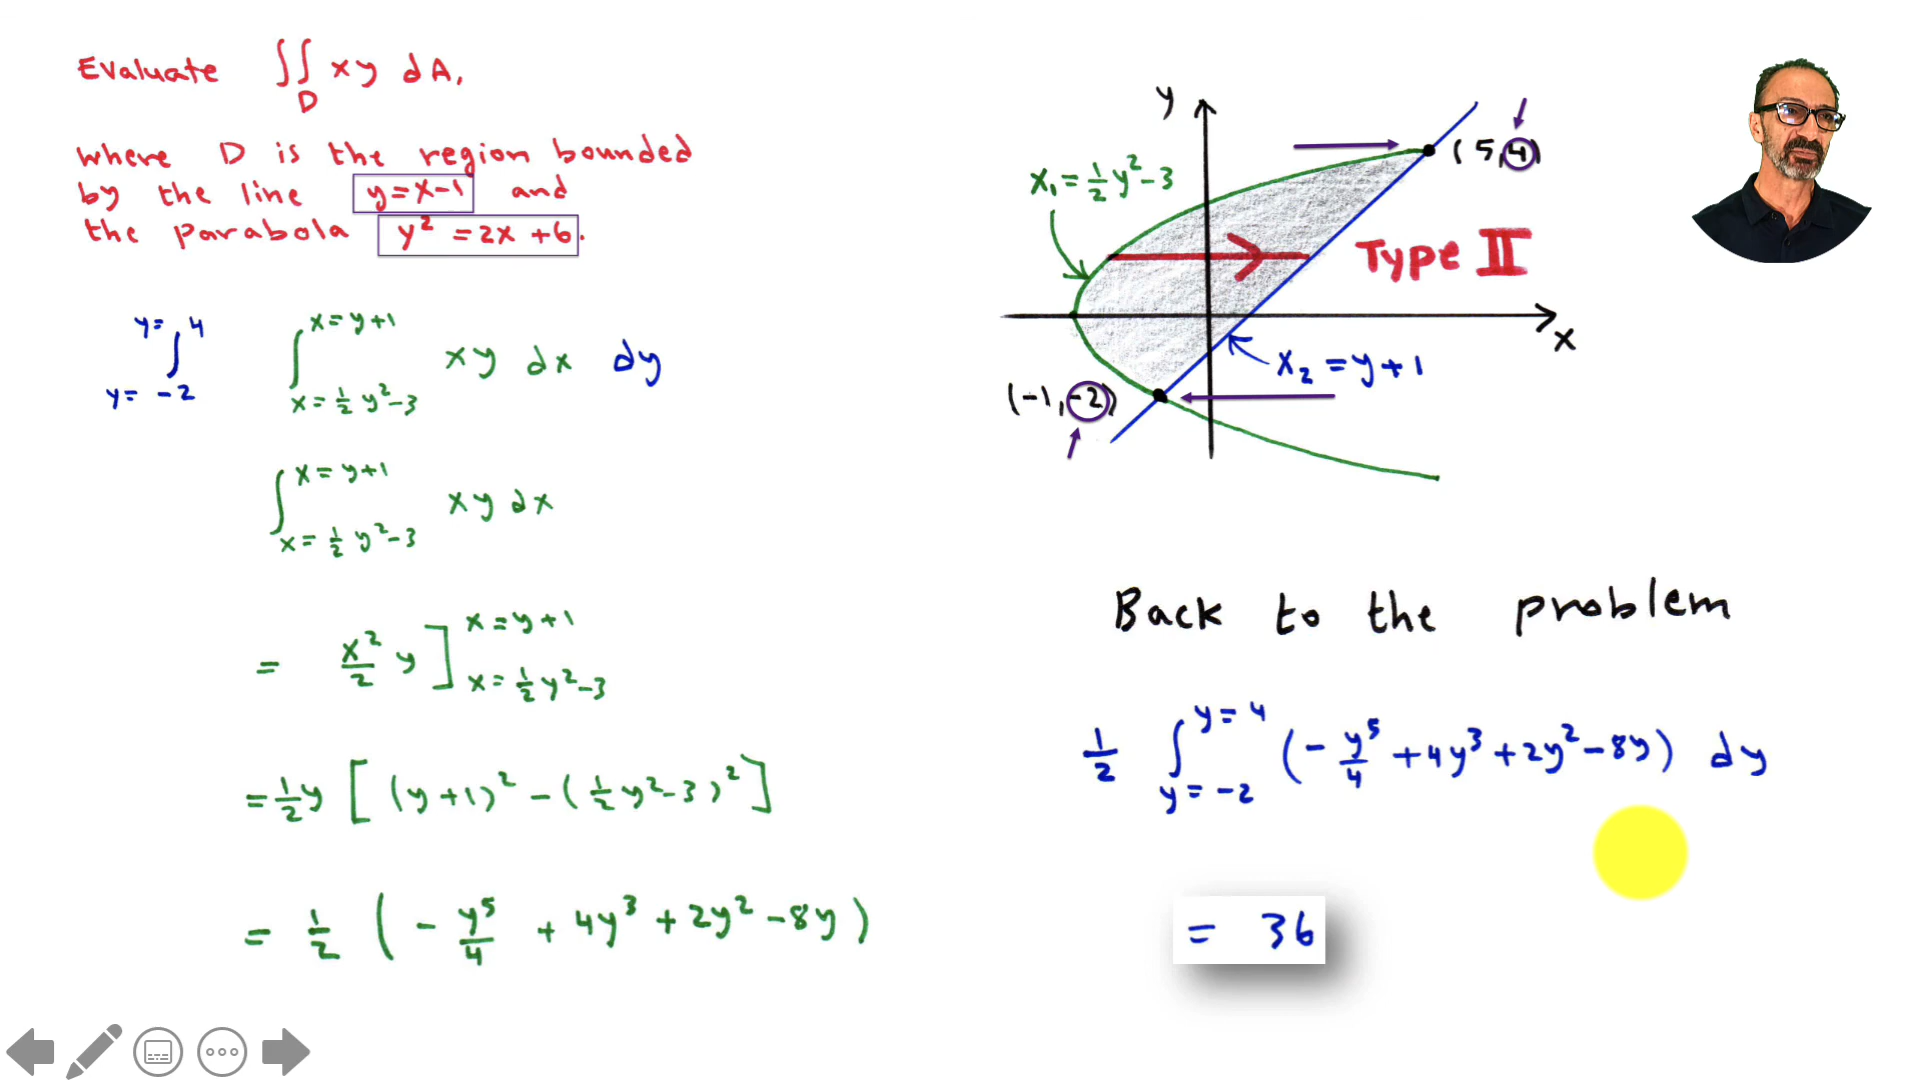 Evaluate ∫∫_D xy dA,
where D is the region bounded
by the line y=x-1 and
the parabola y² =2x +6.
∫_{y= -2}^{y= 4} ∫_{x= ½ y²-3}^{x= y+1} xy dx dy
∫_{x= ½ y²-3}^{x= y+1} xy dx
= x²/2 y ]_{x= ½y²-3}^{x= y+1}
=½y [ (y+1)² - (½y²-3)² ]
= ½ ( - y⁵/4 + 4y³ + 2y² -8y )
y
(5,4)
x₁ = ½y²-3
Type II
x
x₂ = y+1
(-1,-2)
Back to the problem
½ ∫_{y= -2}^{y= 4} (- y⁵/4 +4y³ +2y² -8y) dy
= 36